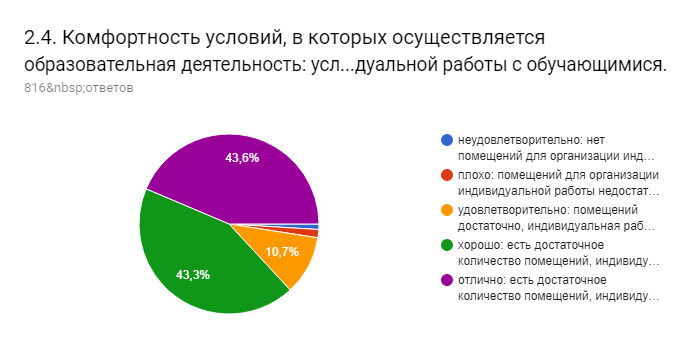 2.4. Комфортность условий, в которых осуществляется
образовательная деятельность: усл...дуальной работы с обучающимися.
816&nbsp;ответов
43,6%
10,7%
43,3%
неудовлетворительно: нет
помещений для организации инд…
плохо: помещений для организации
индивидуальной работы недостат…
удовлетворительно: помещений
достаточно, индивидуальная раб…
хорошо: есть достаточное
количество помещений, индивиду…
отлично: есть достаточное
количество помещений, индивиду…